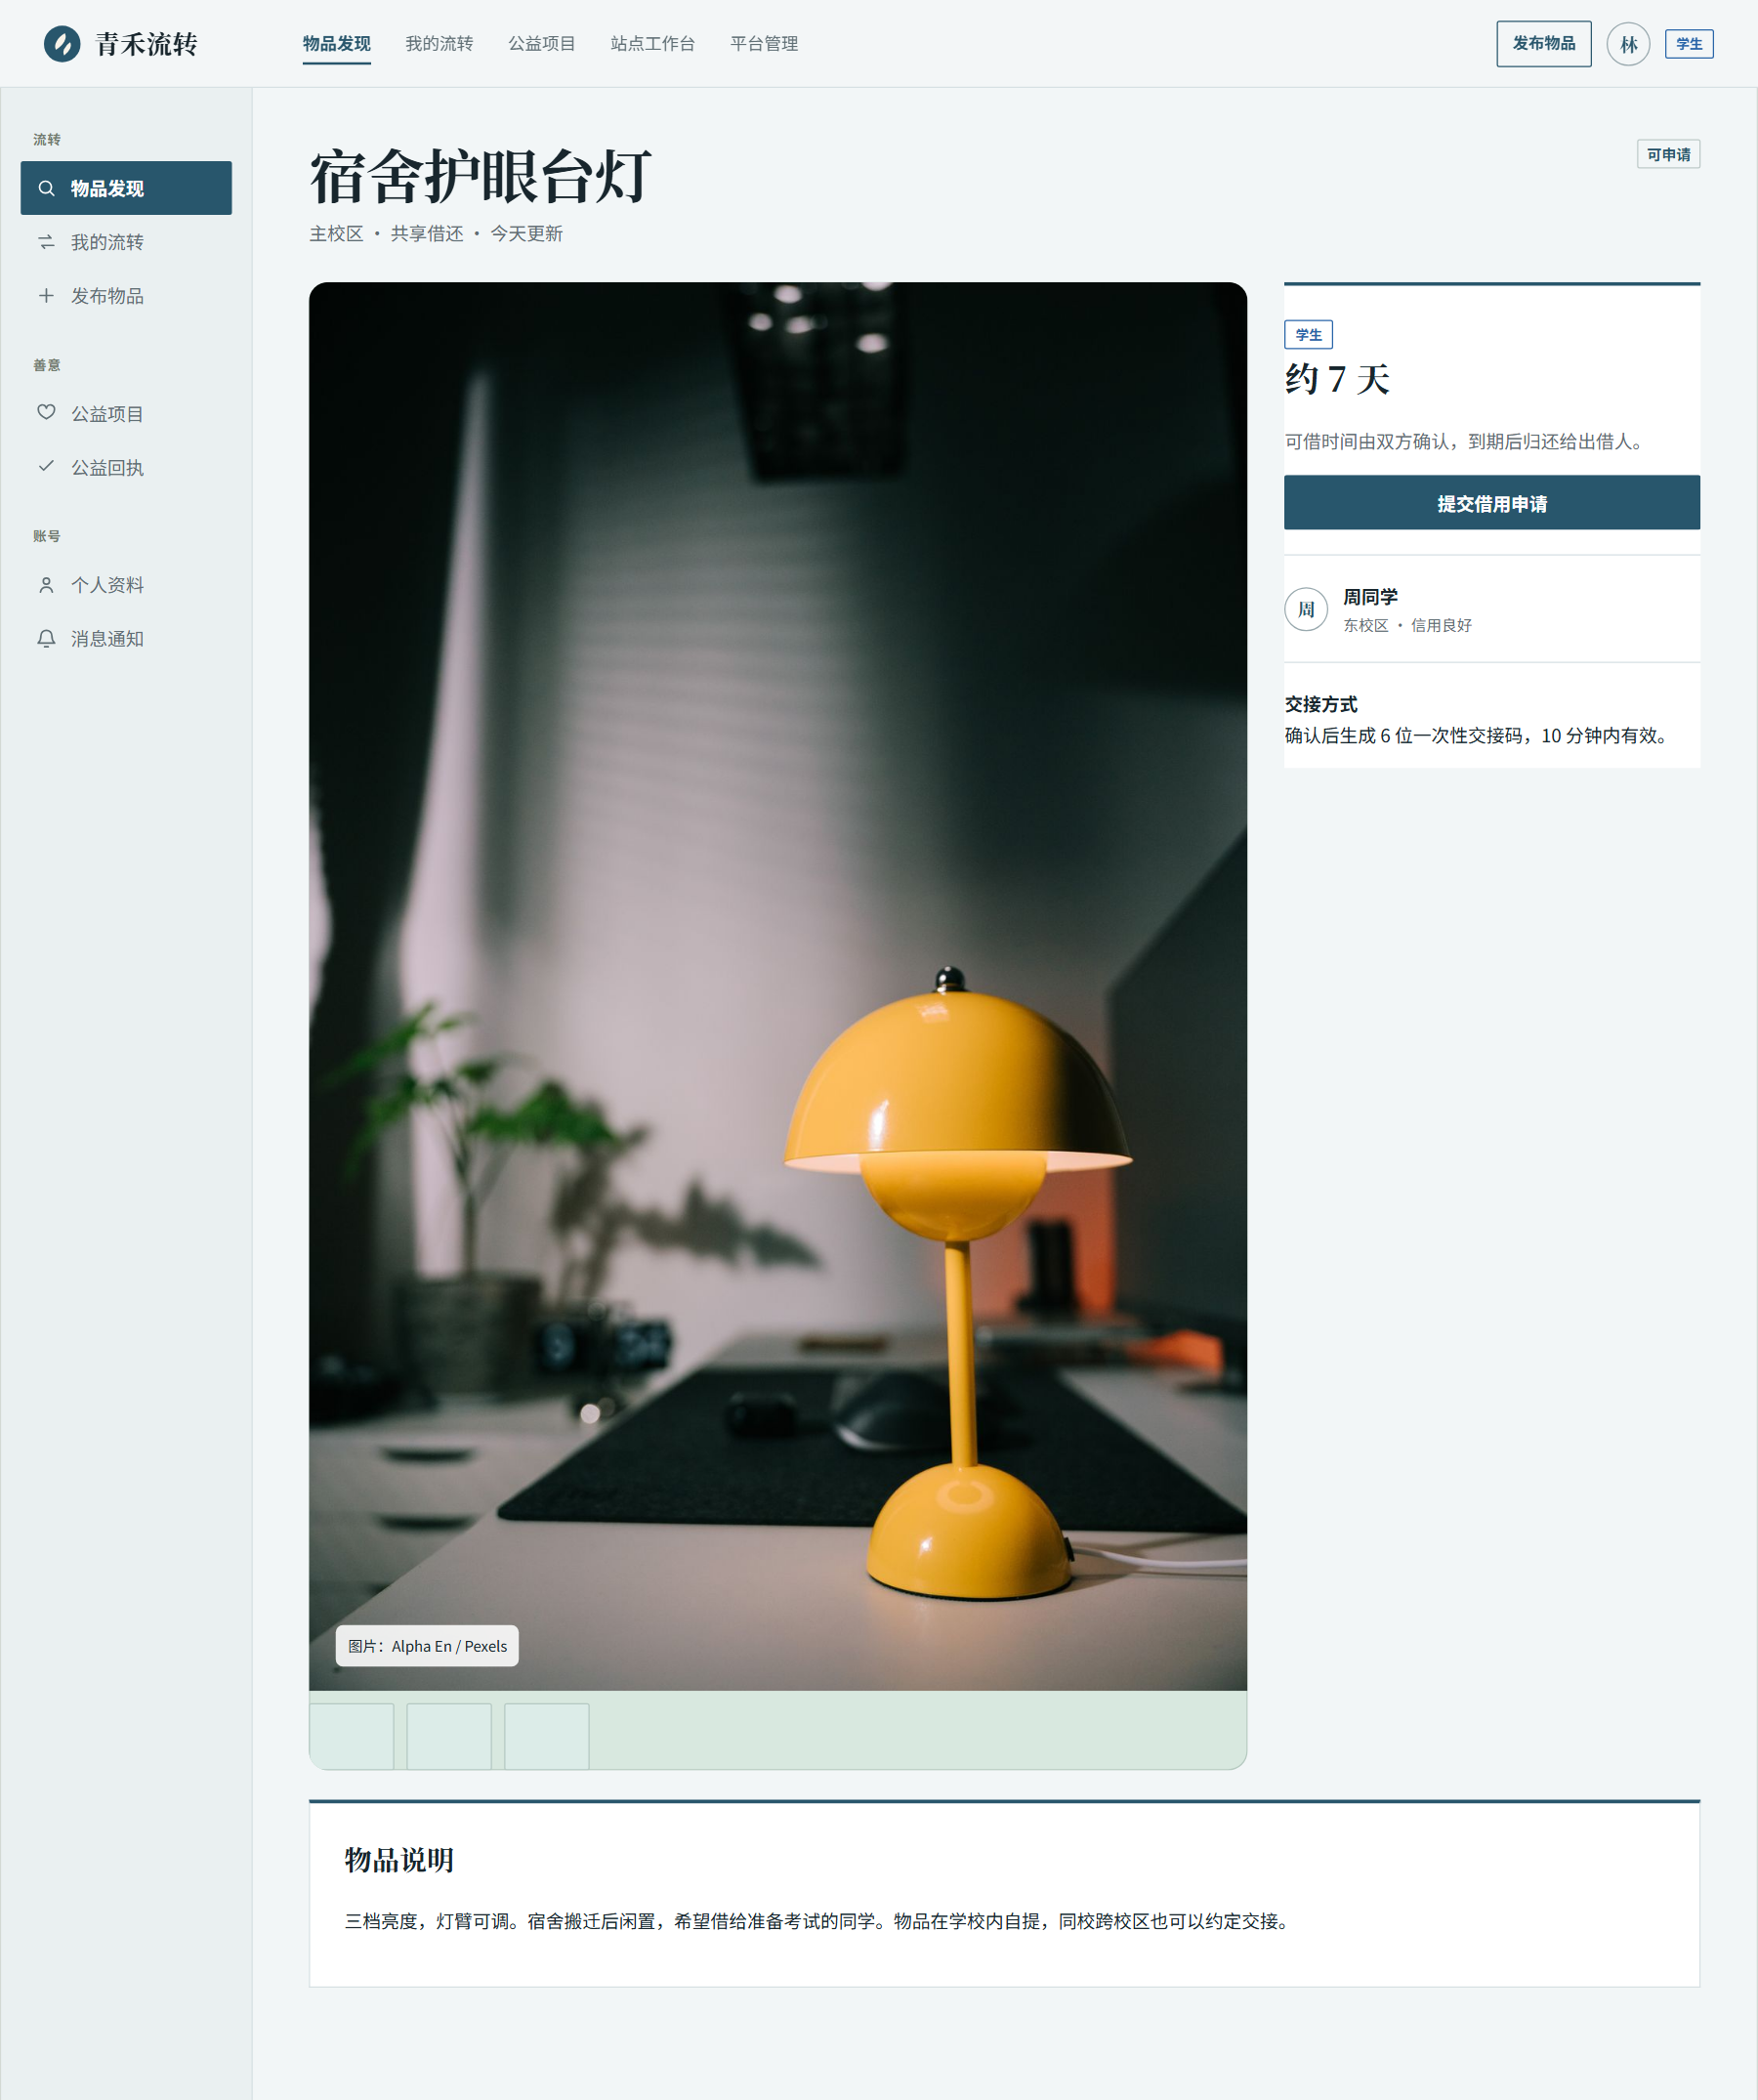 青禾流转
物品发现 我的流转 公益项目 站点工作台 平台管理
发布物品 林 学生
流转
物品发现
我的流转
发布物品
善意
公益项目
公益回执
账号
个人资料
消息通知
宿舍护眼台灯
主校区 · 共享借还 · 今天更新
可申请
图片：Alpha En / Pexels
学生
约 7 天
可借时间由双方确认，到期后归还给出借人。
提交借用申请
周
周同学
东校区 · 信用良好
交接方式
确认后生成 6 位一次性交接码，10 分钟内有效。
物品说明
三档亮度，灯臂可调。宿舍搬迁后闲置，希望借给准备考试的同学。物品在学校内自提，同校跨校区也可以约定交接。